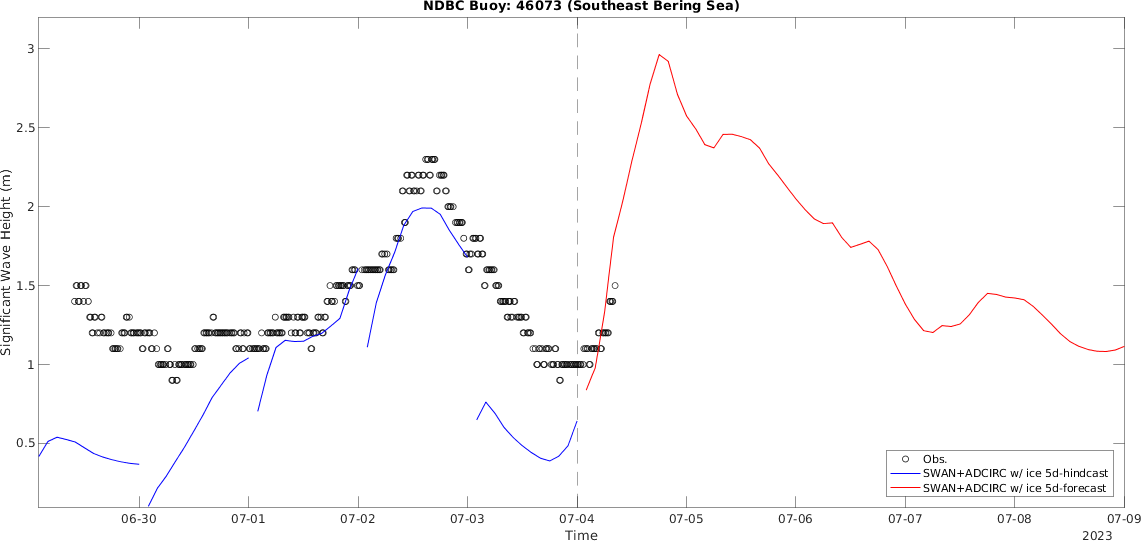 NDBC Buoy: 46073 (Southeast Bering Sea)
Significant Wave Height (m)
3
2.5
2
1.5
1
0.5
Obs.
SWAN+ADCIRC w/ ice 5d-hindcast
SWAN+ADCIRC w/ ice 5d-forecast
06-30 07-01 07-02 07-03 07-04 07-05 07-06 07-07 07-08 07-09
Time
2023